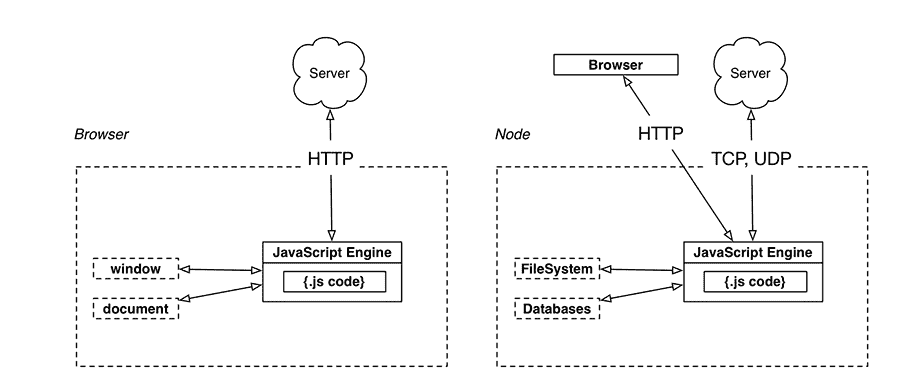 Browser
Server
HTTP
JavaScript Engine
{.js code}
window
document
Node
Browser
Server
HTTP
TCP, UDP
JavaScript Engine
{.js code}
FileSystem
Databases